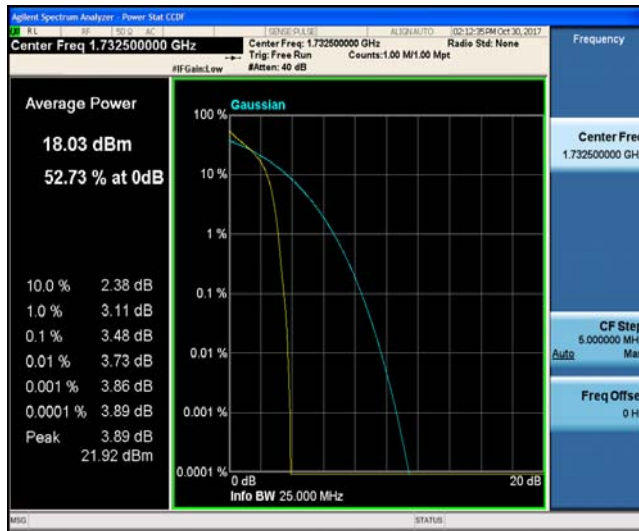 Agilent Spectrum Analyzer - Power Stat CCDF
RL RF 50 Ω AC SENSE:PULSE ALIGN AUTO 02:12:35 PM Oct 30, 2017
Center Freq 1.732500000 GHz
Center Freq: 1.732500000 GHz Radio Std: None
Trig: Free Run Counts:1.00 M/1.00 Mpt
#IFGain:Low #Atten: 40 dB
Frequency
Average Power
18.03 dBm
52.73 % at 0dB
10.0 % 2.38 dB
1.0 % 3.11 dB
0.1 % 3.48 dB
0.01 % 3.73 dB
0.001 % 3.86 dB
0.0001 % 3.89 dB
Peak 3.89 dB
21.92 dBm
Gaussian
100 %
10 %
1 %
0.1 %
0.01 %
0.001 %
0.0001 %
0 dB 20 dB
Info BW 25.000 MHz
Center Fre
1.732500000 GH
CF Step
5.000000 MH
Auto Ma
Freq Offse
0 H
MSG STATUS